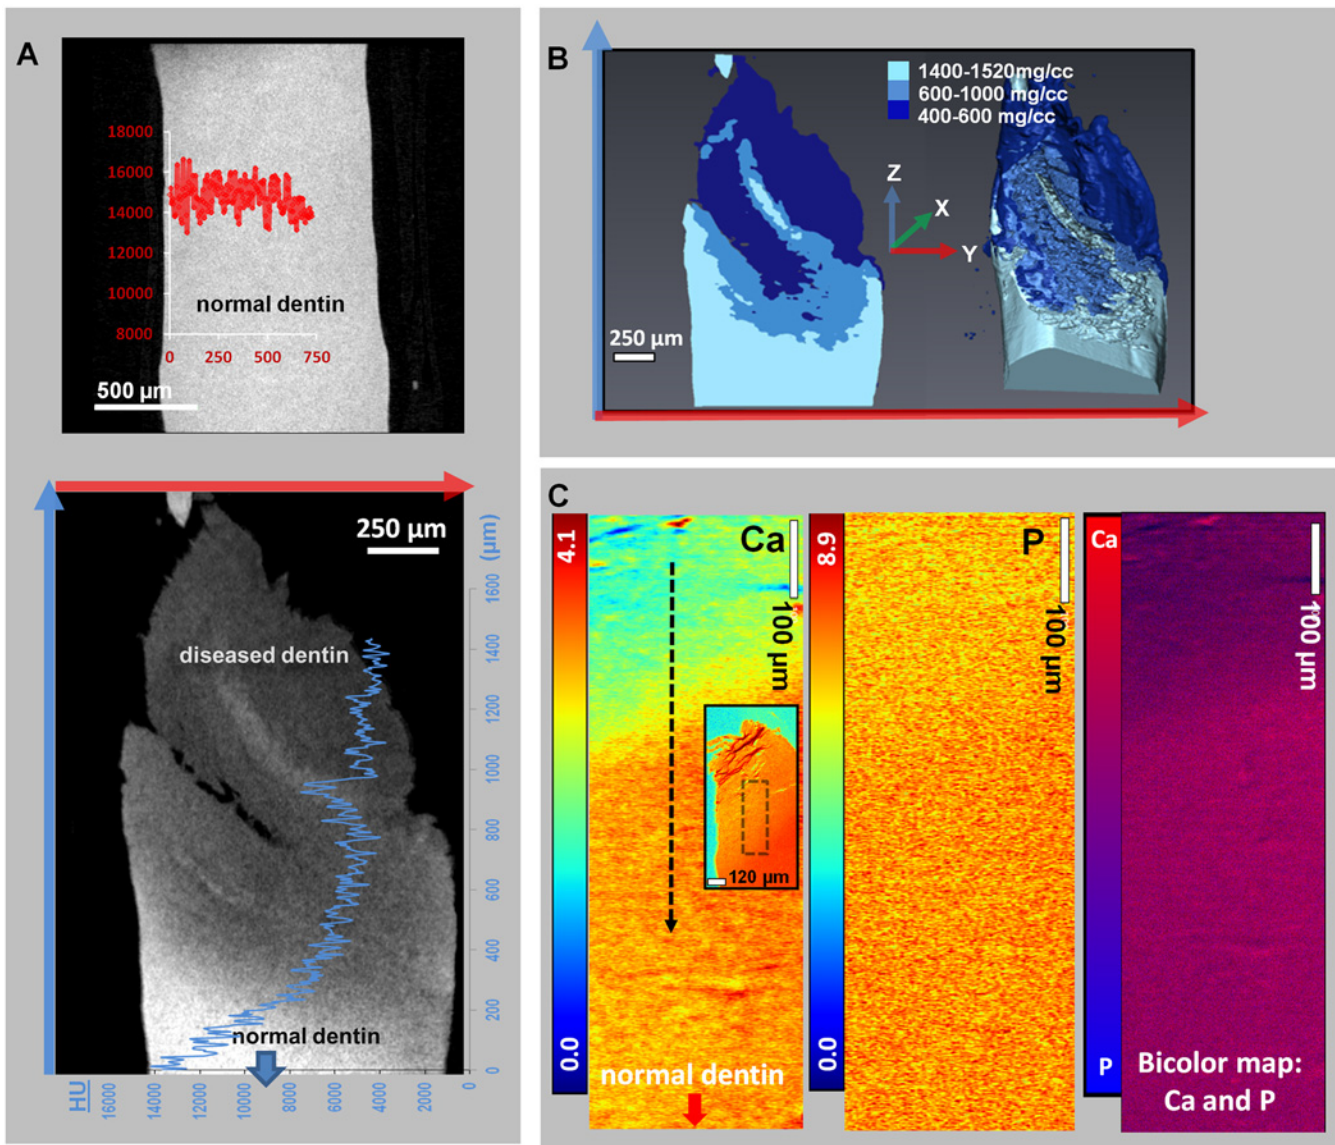 A
18000
16000
14000
12000
10000
8000
normal dentin
0 250 500 750
500 µm
250 µm
(µm)
1600
1400
1200
1000
800
600
400
200
0
diseased dentin
normal dentin
HU
16000 14000 12000 10000 8000 6000 4000 2000 0
B
1400-1520mg/cc
600-1000 mg/cc
400-600 mg/cc
Z
X
Y
250 µm
C
4.1
0.0
Ca
100 µm
120 µm
normal dentin
8.9
0.0
P
100 µm
Ca
P
100 µm
Bicolor map:
Ca and P